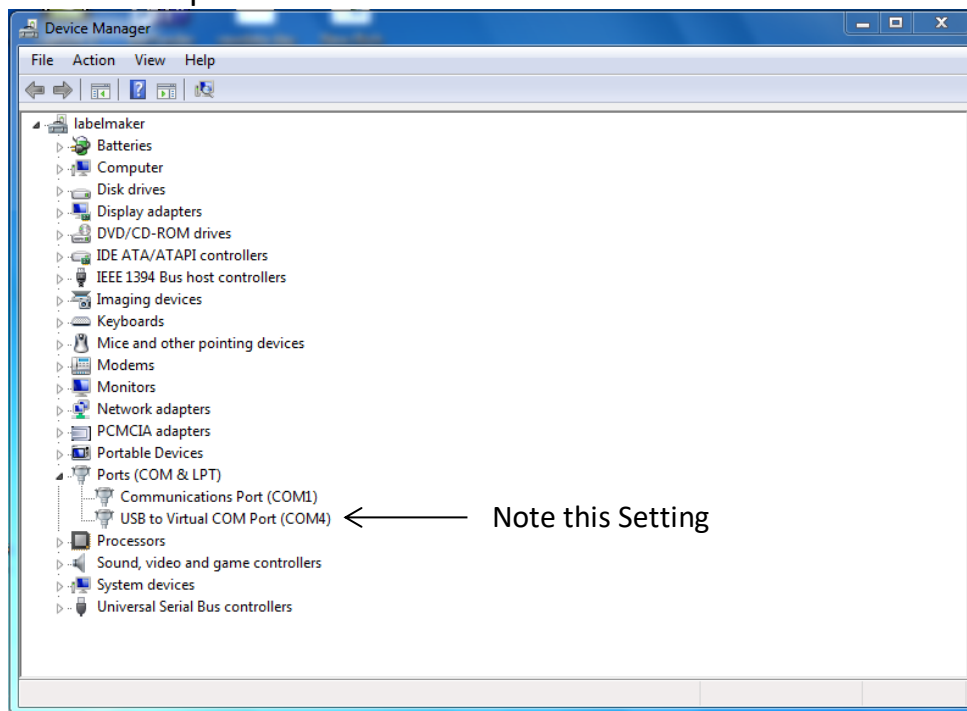 Device Manager
File Action View Help
labelmaker
Batteries
Computer
Disk drives
Display adapters
DVD/CD-ROM drives
IDE ATA/ATAPI controllers
IEEE 1394 Bus host controllers
Imaging devices
Keyboards
Mice and other pointing devices
Modems
Monitors
Network adapters
PCMCIA adapters
Portable Devices
Ports (COM & LPT)
Communications Port (COM1)
USB to Virtual COM Port (COM4) Note this Setting
Processors
Sound, video and game controllers
System devices
Universal Serial Bus controllers